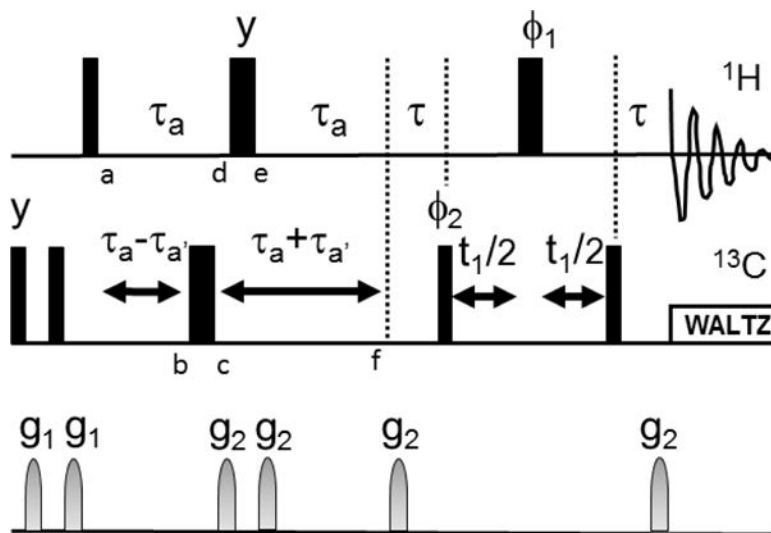 y ϕ₁
¹H
τₐ τₐ τ τ
a d e
y ϕ₂
τₐ-τₐ' τₐ+τₐ' t₁/2 t₁/2 ¹³C
WALTZ
b c f
g₁ g₁ g₂ g₂ g₂ g₂